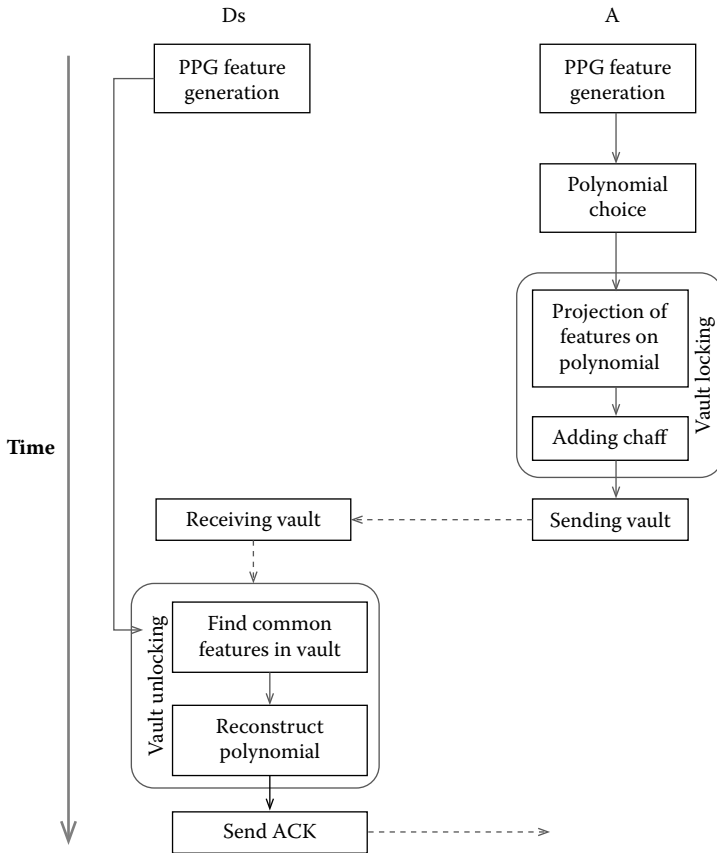 Ds
A
PPG feature
generation
PPG feature
generation
Polynomial
choice
Projection of
features on
polynomial
Vault locking
Adding chaff
Time
Receiving vault
Sending vault
Vault unlocking
Find common
features in vault
Reconstruct
polynomial
Send ACK